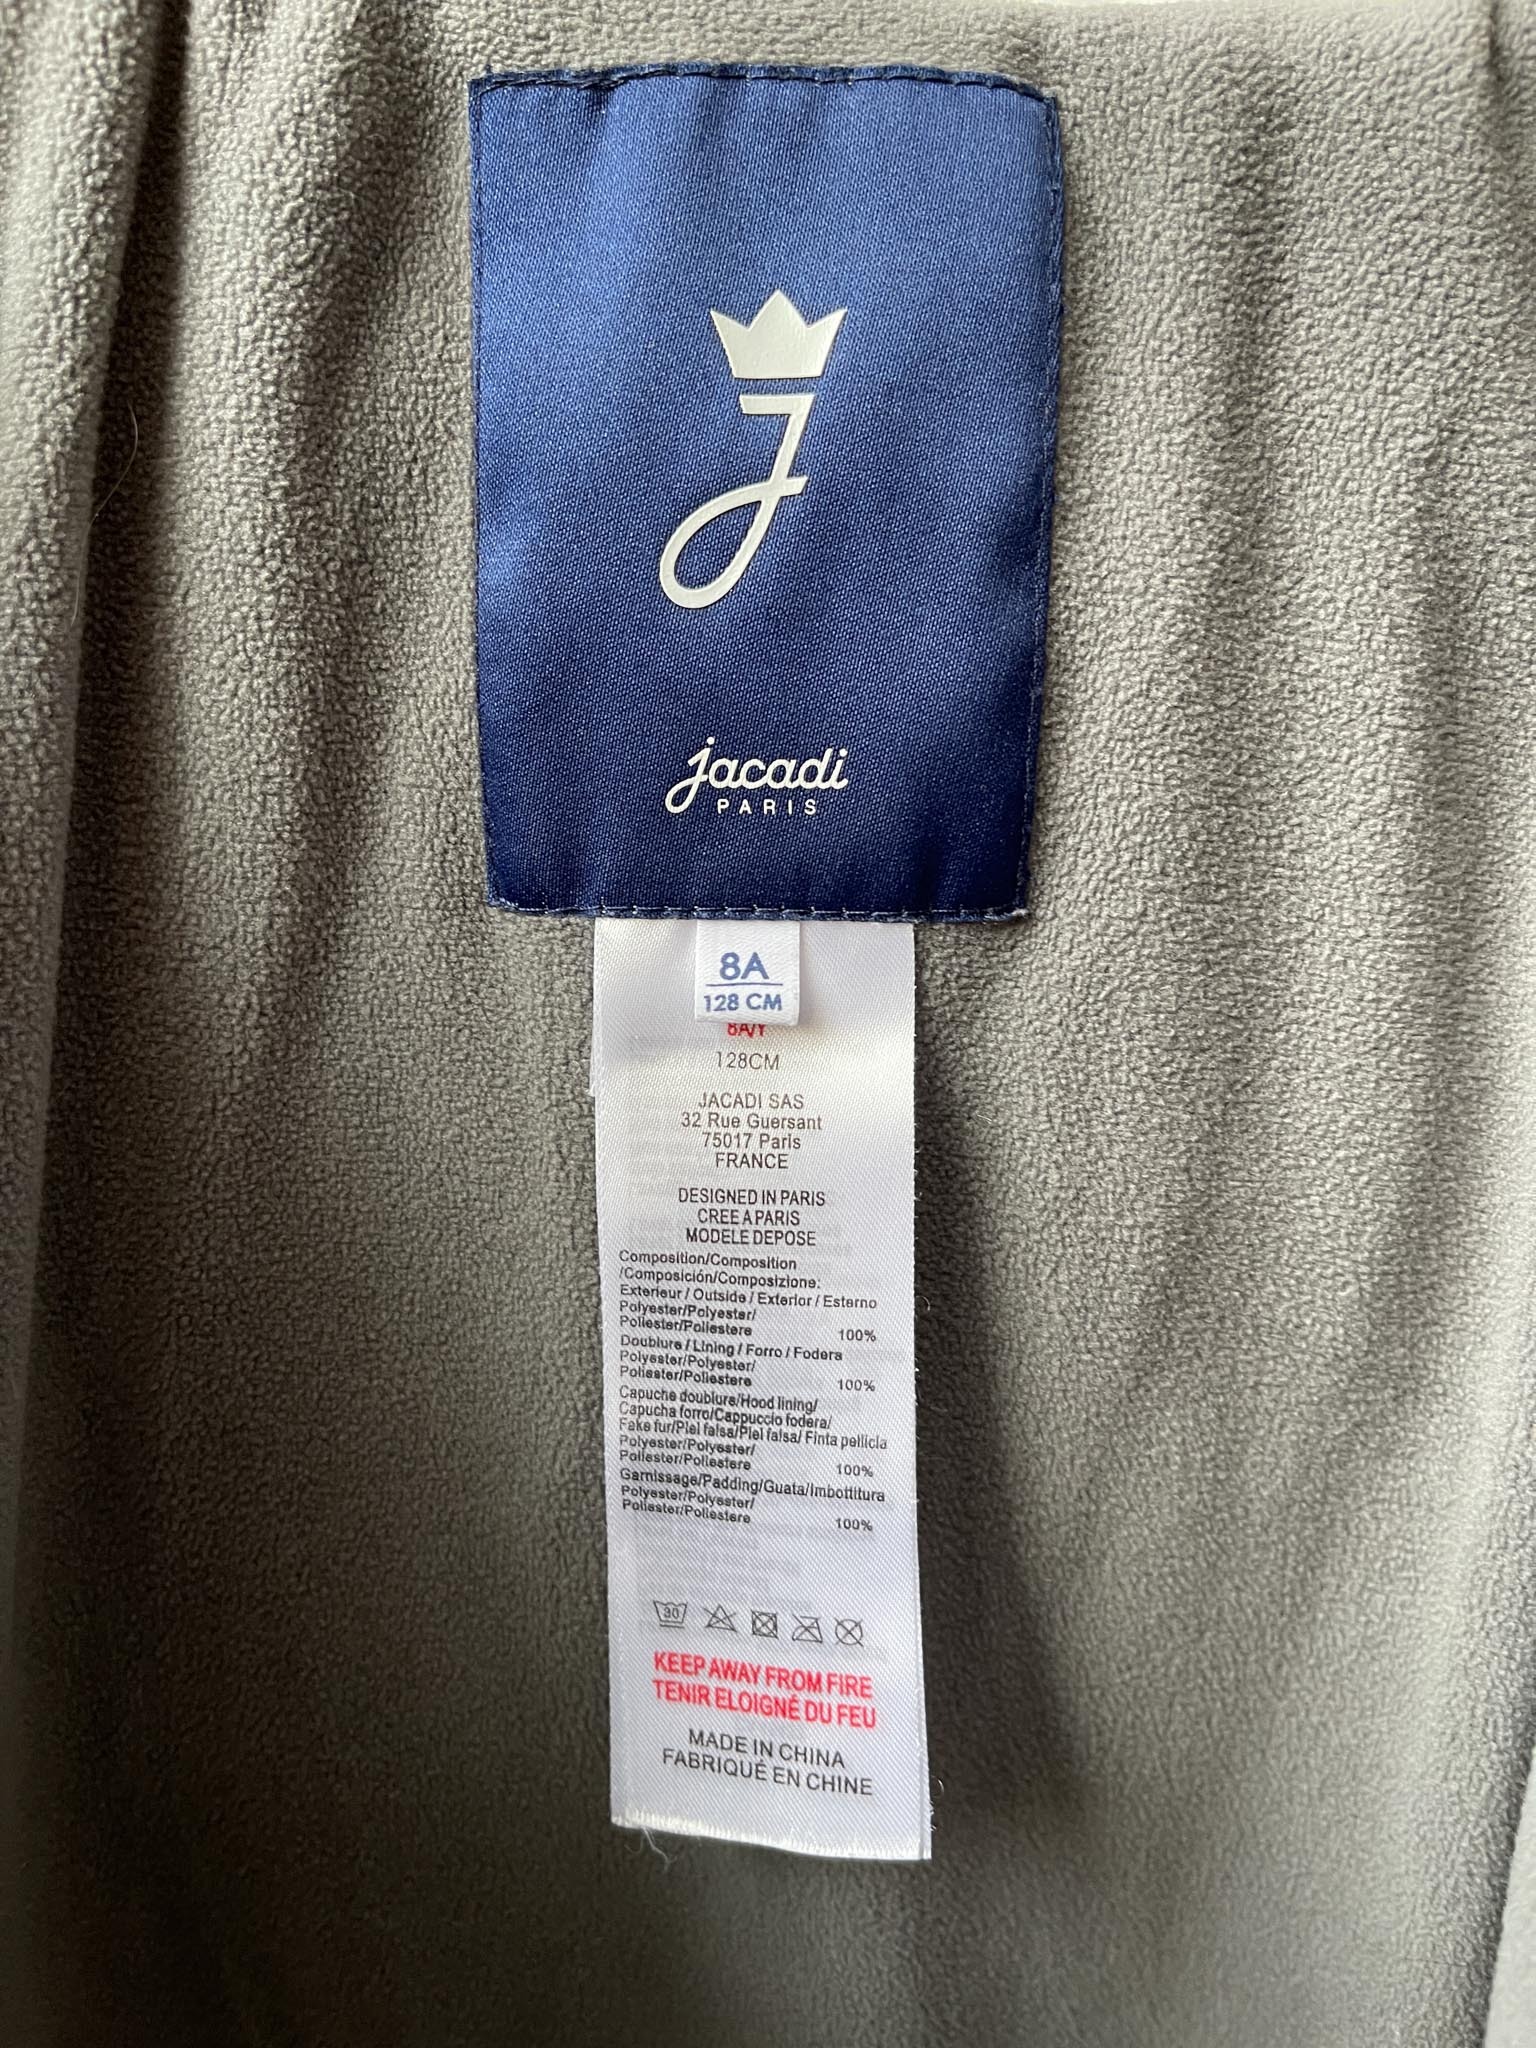 jacadi
PARIS
8A
128 CM
8A/Y
128CM
JACADI SAS
32 Rue Guersant
75017 Paris
FRANCE
DESIGNED IN PARIS
CREE A PARIS
MODELE DEPOSE
Composition/Composition
/Composición/Composizione:
Exterieur / Outside / Exterior / Esterno
Polyester/Polyester/
Poliester/Poliestere 100%
Doublure / Lining / Forro / Fodera
Polyester/Polyester/
Poliester/Poliestere 100%
Capuche doublure/Hood lining/
Capucha forro/Cappuccio fodera/
Fake fur/Piel falsa/Piel falsa/ Finta pellicia
Polyester/Polyester/
Poliester/Poliestere 100%
Garnissage/Padding/Guata/Imbottitura
Polyester/Polyester/
Poliester/Poliestere 100%
30
KEEP AWAY FROM FIRE
TENIR ELOIGNÉ DU FEU
MADE IN CHINA
FABRIQUÉ EN CHINE